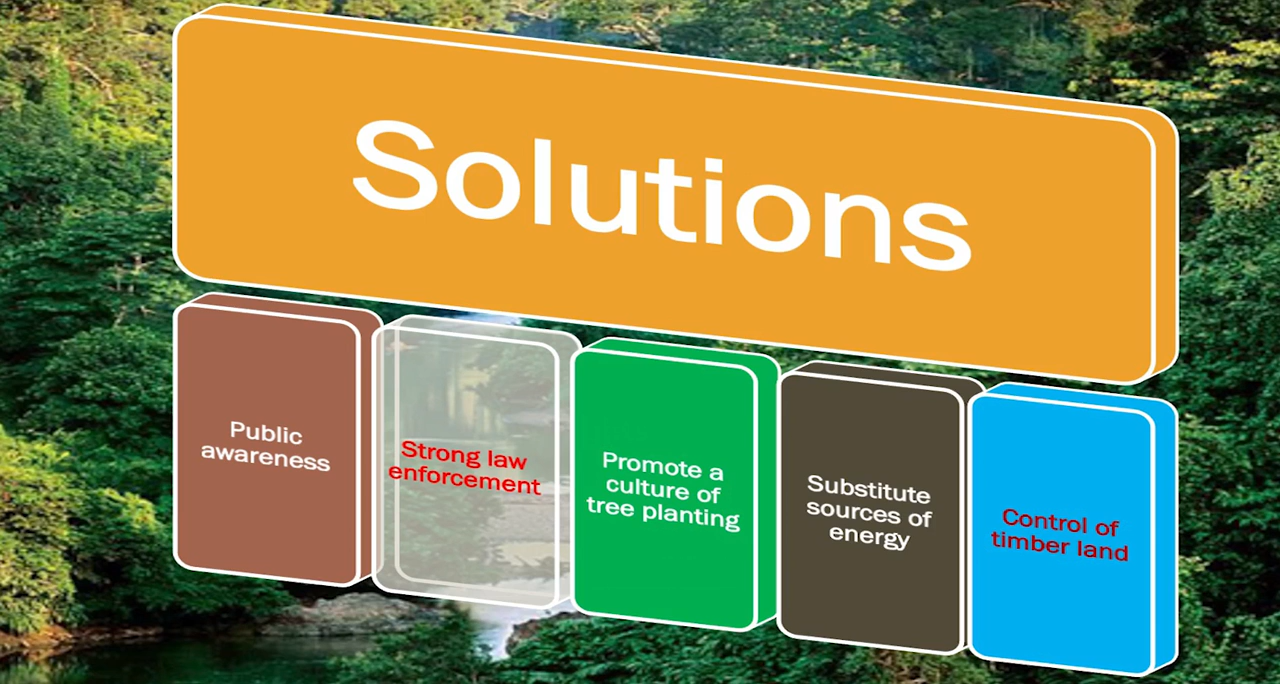 Solutions
Public
awareness
Strong law
enforcement
Promote a
culture of
tree planting
Substitute
sources of
energy
Control of
timber land